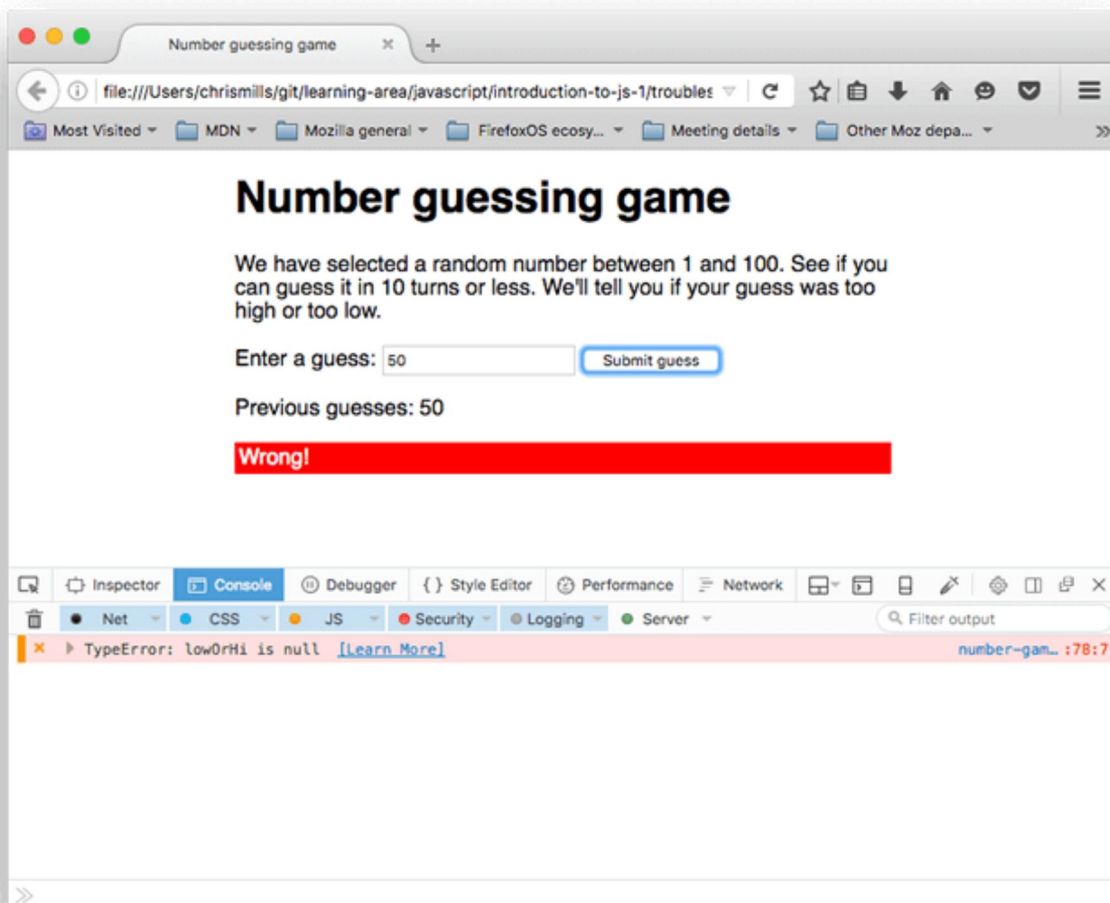 Number guessing game
file:///Users/chrismills/git/learning-area/javascript/introduction-to-js-1/troubles
Most Visited MDN Mozilla general FirefoxOS ecosy... Meeting details Other Moz depa...
Number guessing game
We have selected a random number between 1 and 100. See if you
can guess it in 10 turns or less. We'll tell you if your guess was too
high or too low.
Enter a guess: 50 Submit guess
Previous guesses: 50
Wrong!
Inspector Console Debugger { } Style Editor Performance Network
Net CSS JS Security Logging Server Filter output
TypeError: lowOrHi is null [Learn More] number-gam… :78:7